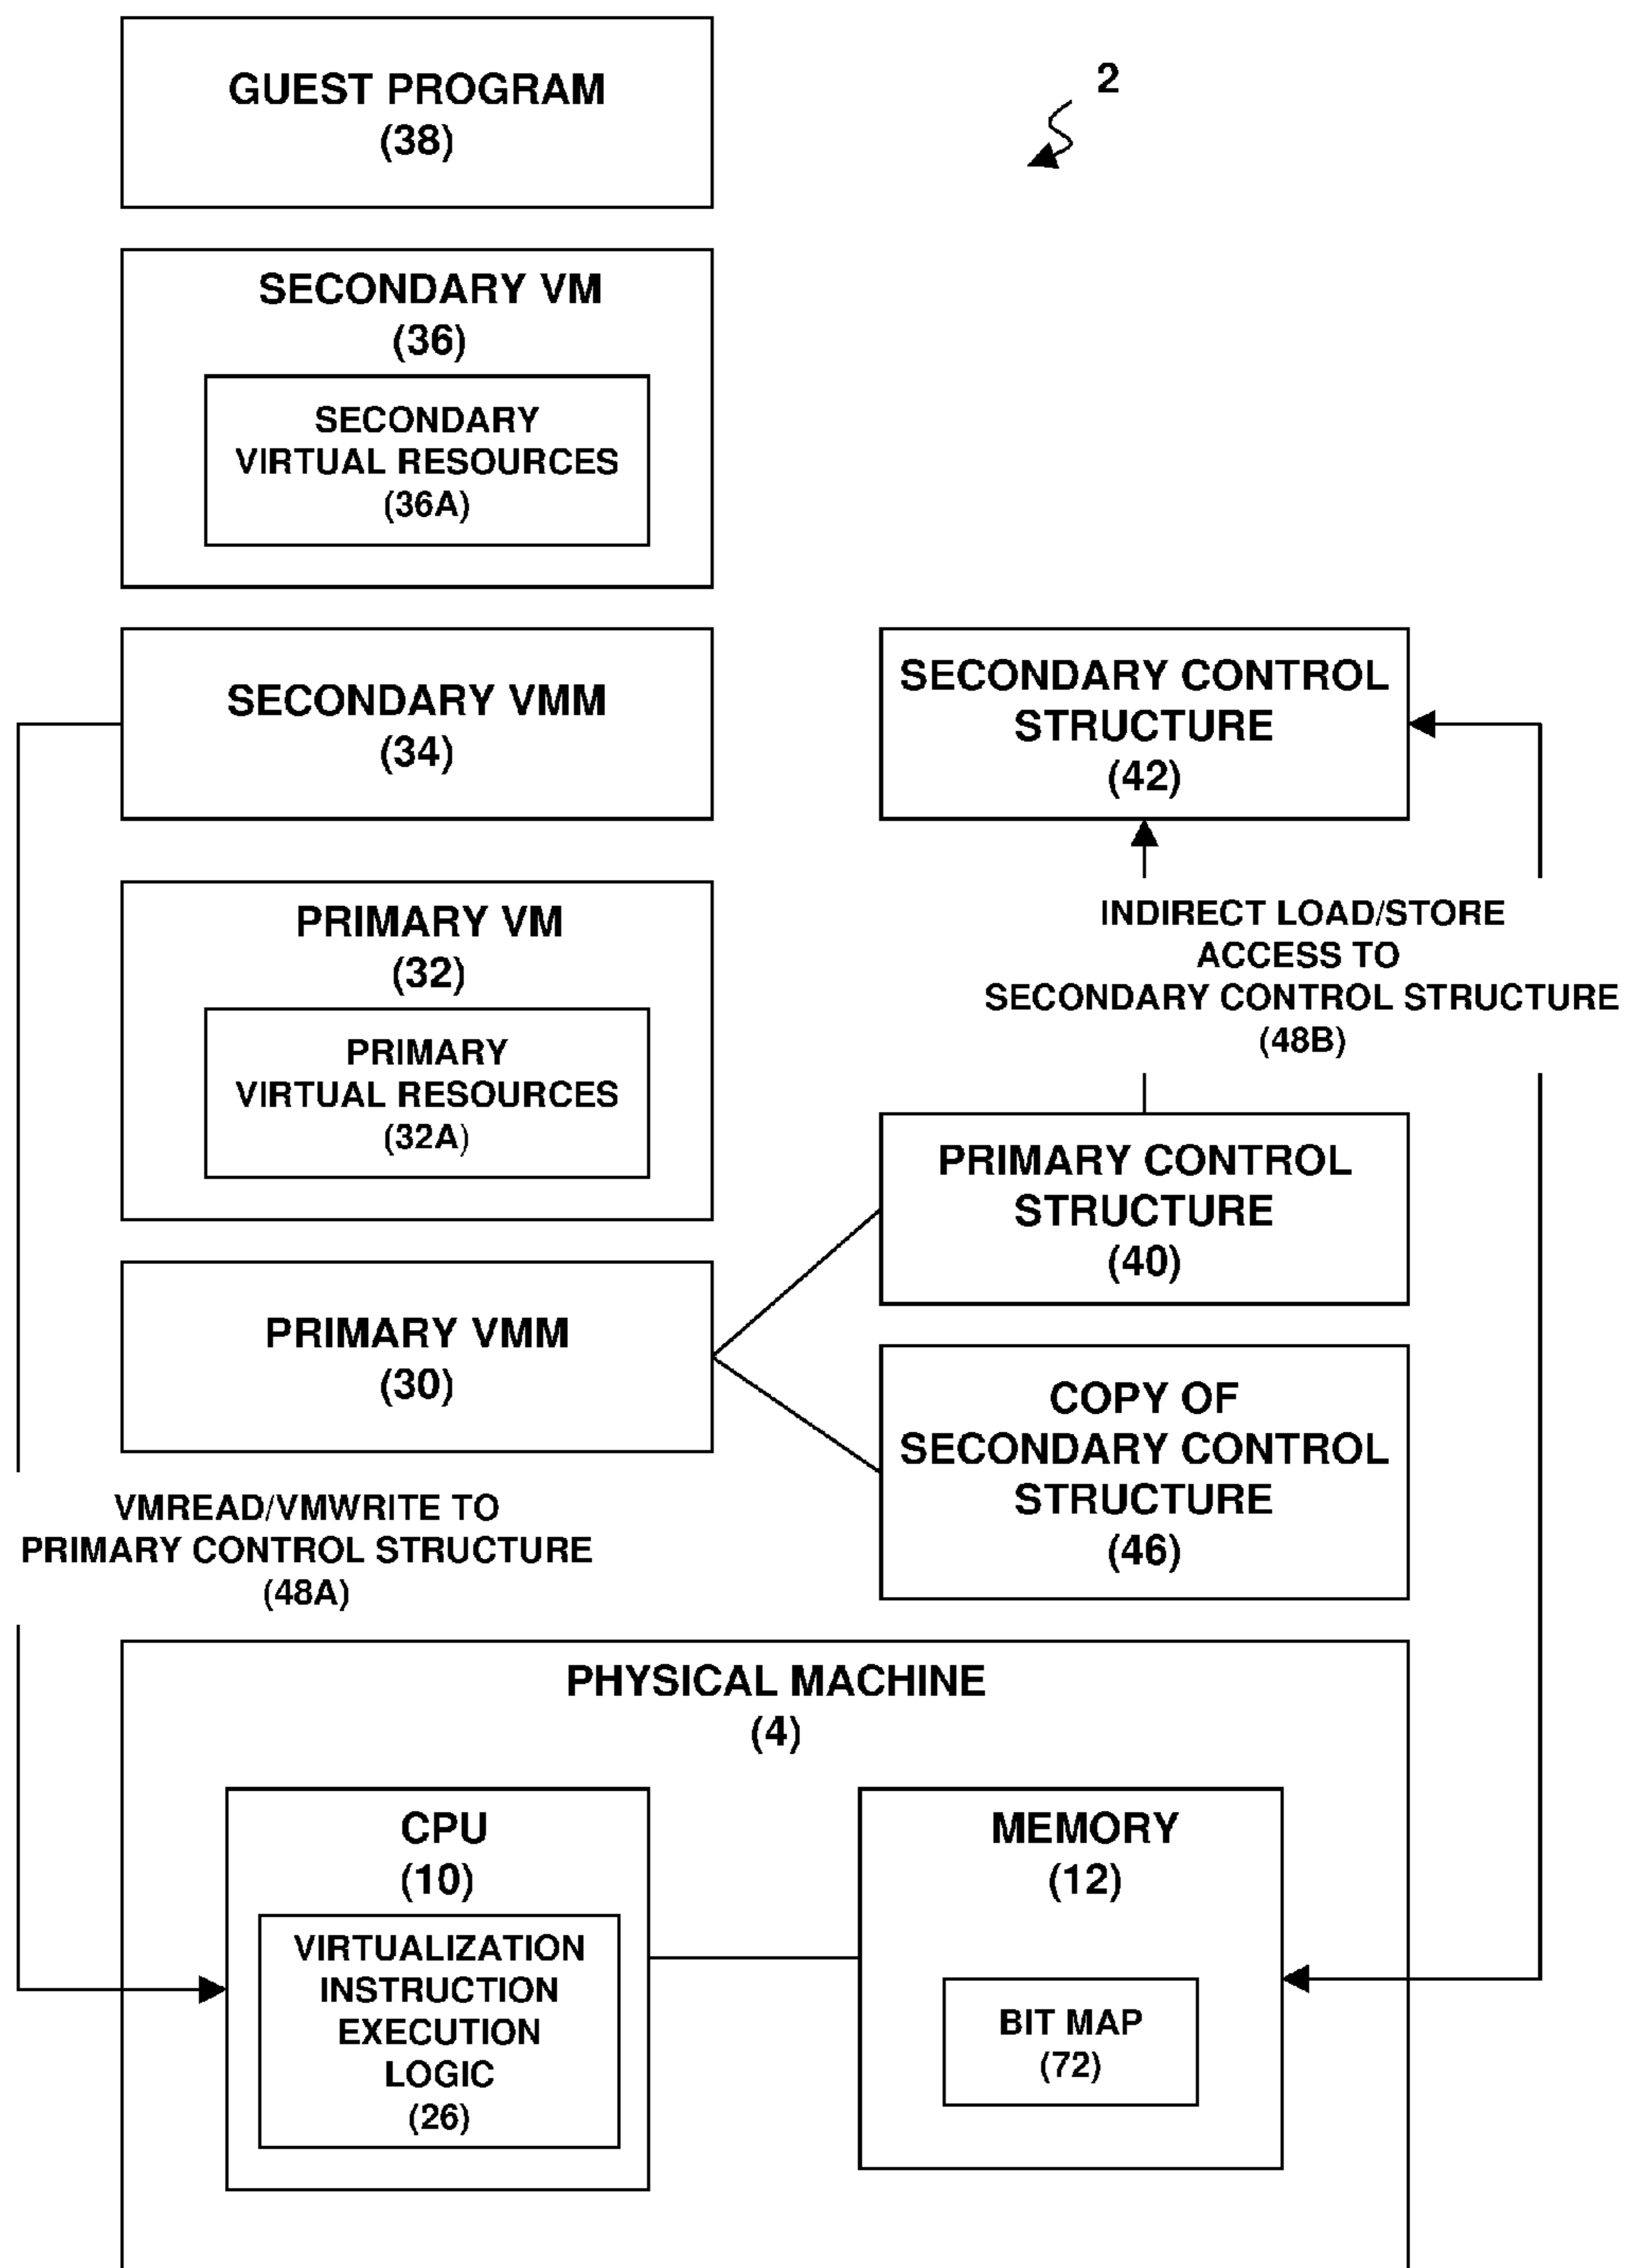 GUEST PROGRAM
(38)
2
SECONDARY VM
(36)
SECONDARY
VIRTUAL RESOURCES
(36A)
SECONDARY VMM
(34)
SECONDARY CONTROL
STRUCTURE
(42)
PRIMARY VM
(32)
PRIMARY
VIRTUAL RESOURCES
(32A)
INDIRECT LOAD/STORE
ACCESS TO
SECONDARY CONTROL STRUCTURE
(48B)
PRIMARY CONTROL
STRUCTURE
(40)
PRIMARY VMM
(30)
COPY OF
SECONDARY CONTROL
STRUCTURE
(46)
VMREAD/VMWRITE TO
PRIMARY CONTROL STRUCTURE
(48A)
PHYSICAL MACHINE
(4)
CPU
(10)
VIRTUALIZATION
INSTRUCTION
EXECUTION
LOGIC
(26)
MEMORY
(12)
BIT MAP
(72)